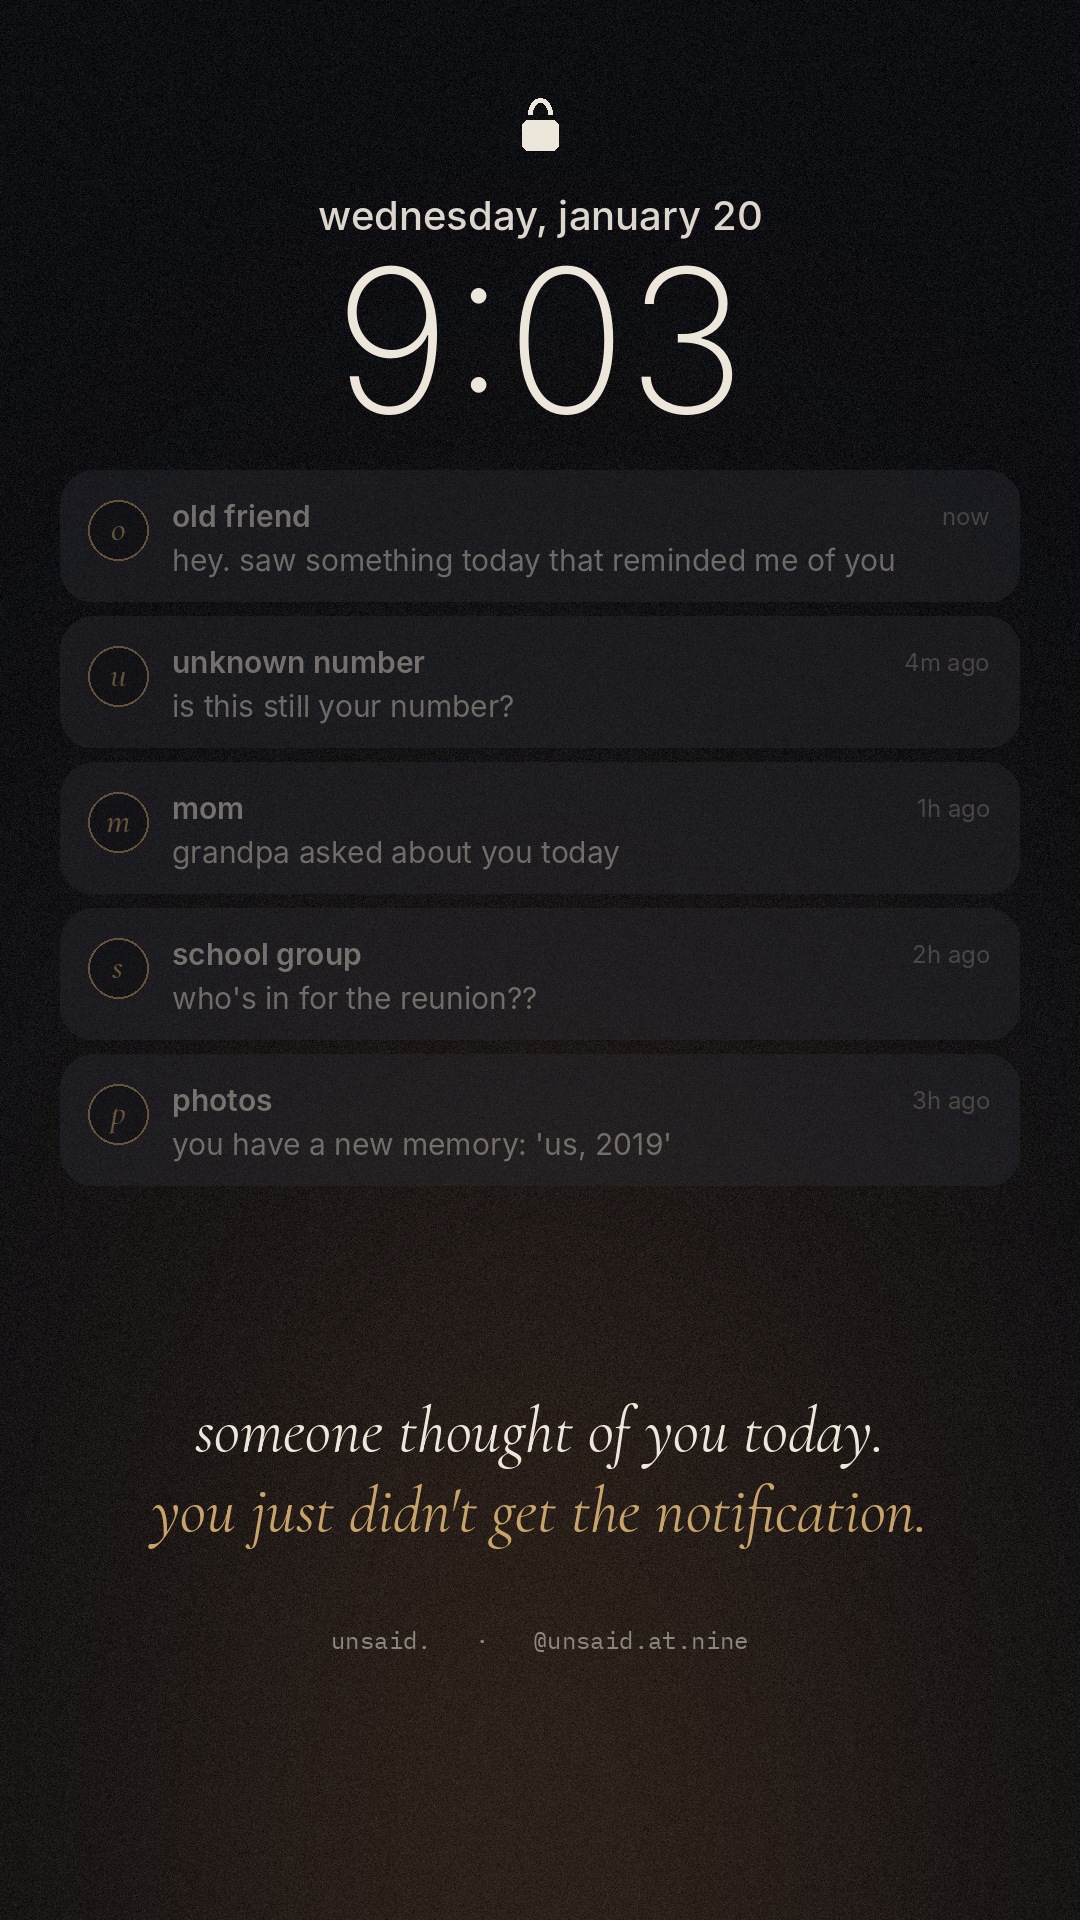 wednesday, january 20
9:03
o
old friend
now
hey. saw something today that reminded me of you
u
unknown number
4m ago
is this still your number?
m
mom
1h ago
grandpa asked about you today
s
school group
2h ago
who's in for the reunion??
p
photos
3h ago
you have a new memory: 'us, 2019'
someone thought of you today.
you just didn't get the notification.
unsaid. · @unsaid.at.nine